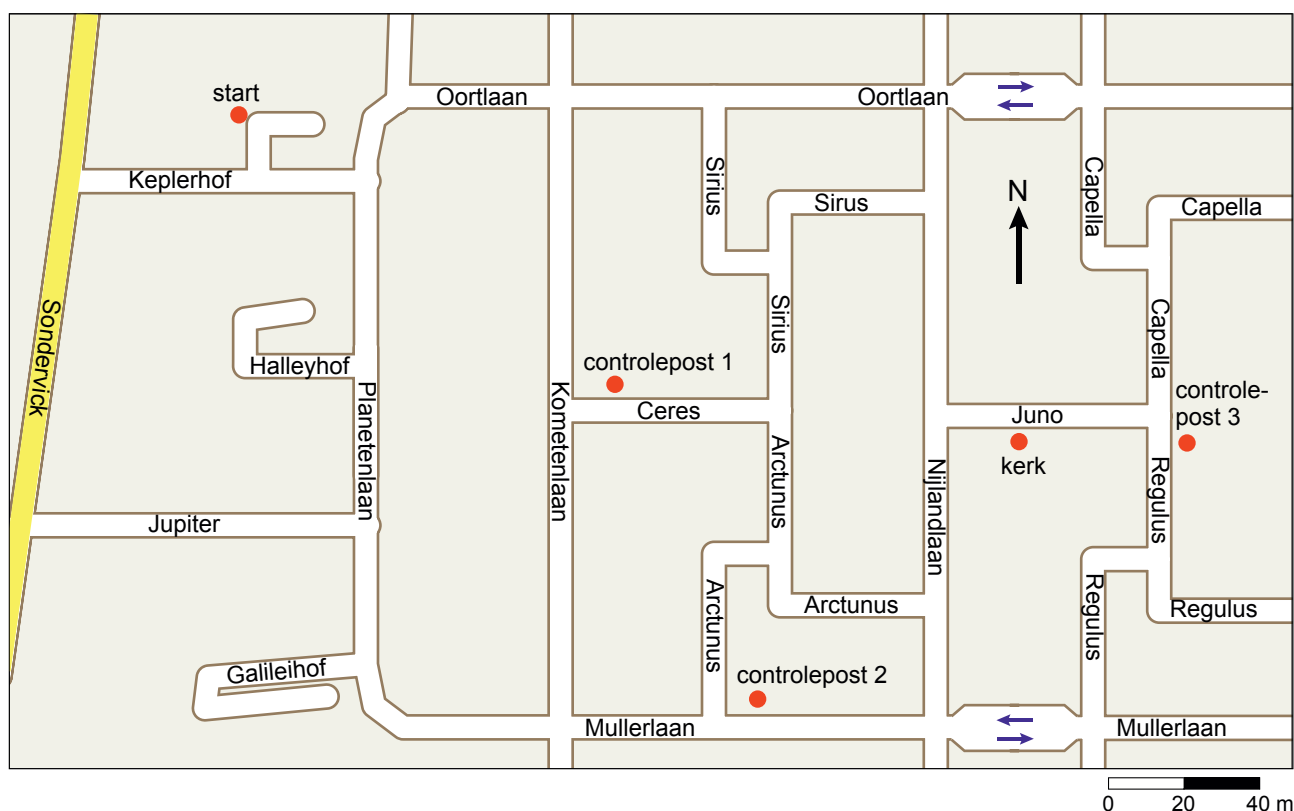 start
Oortlaan
Oortlaan
Keplerhof
Sirius
Capella
N
Sirus
Capella
Sondervick
Sirius
Capella
Halleyhof
controlepost 1
Planetenlaan
Kometenlaan
Ceres
Juno
controle-
post 3
kerk
Arctunus
Nijlandlaan
Regulus
Jupiter
Arctunus
Arctunus
Regulus
Regulus
Galileihof
controlepost 2
Mullerlaan
Mullerlaan
0 20 40 m